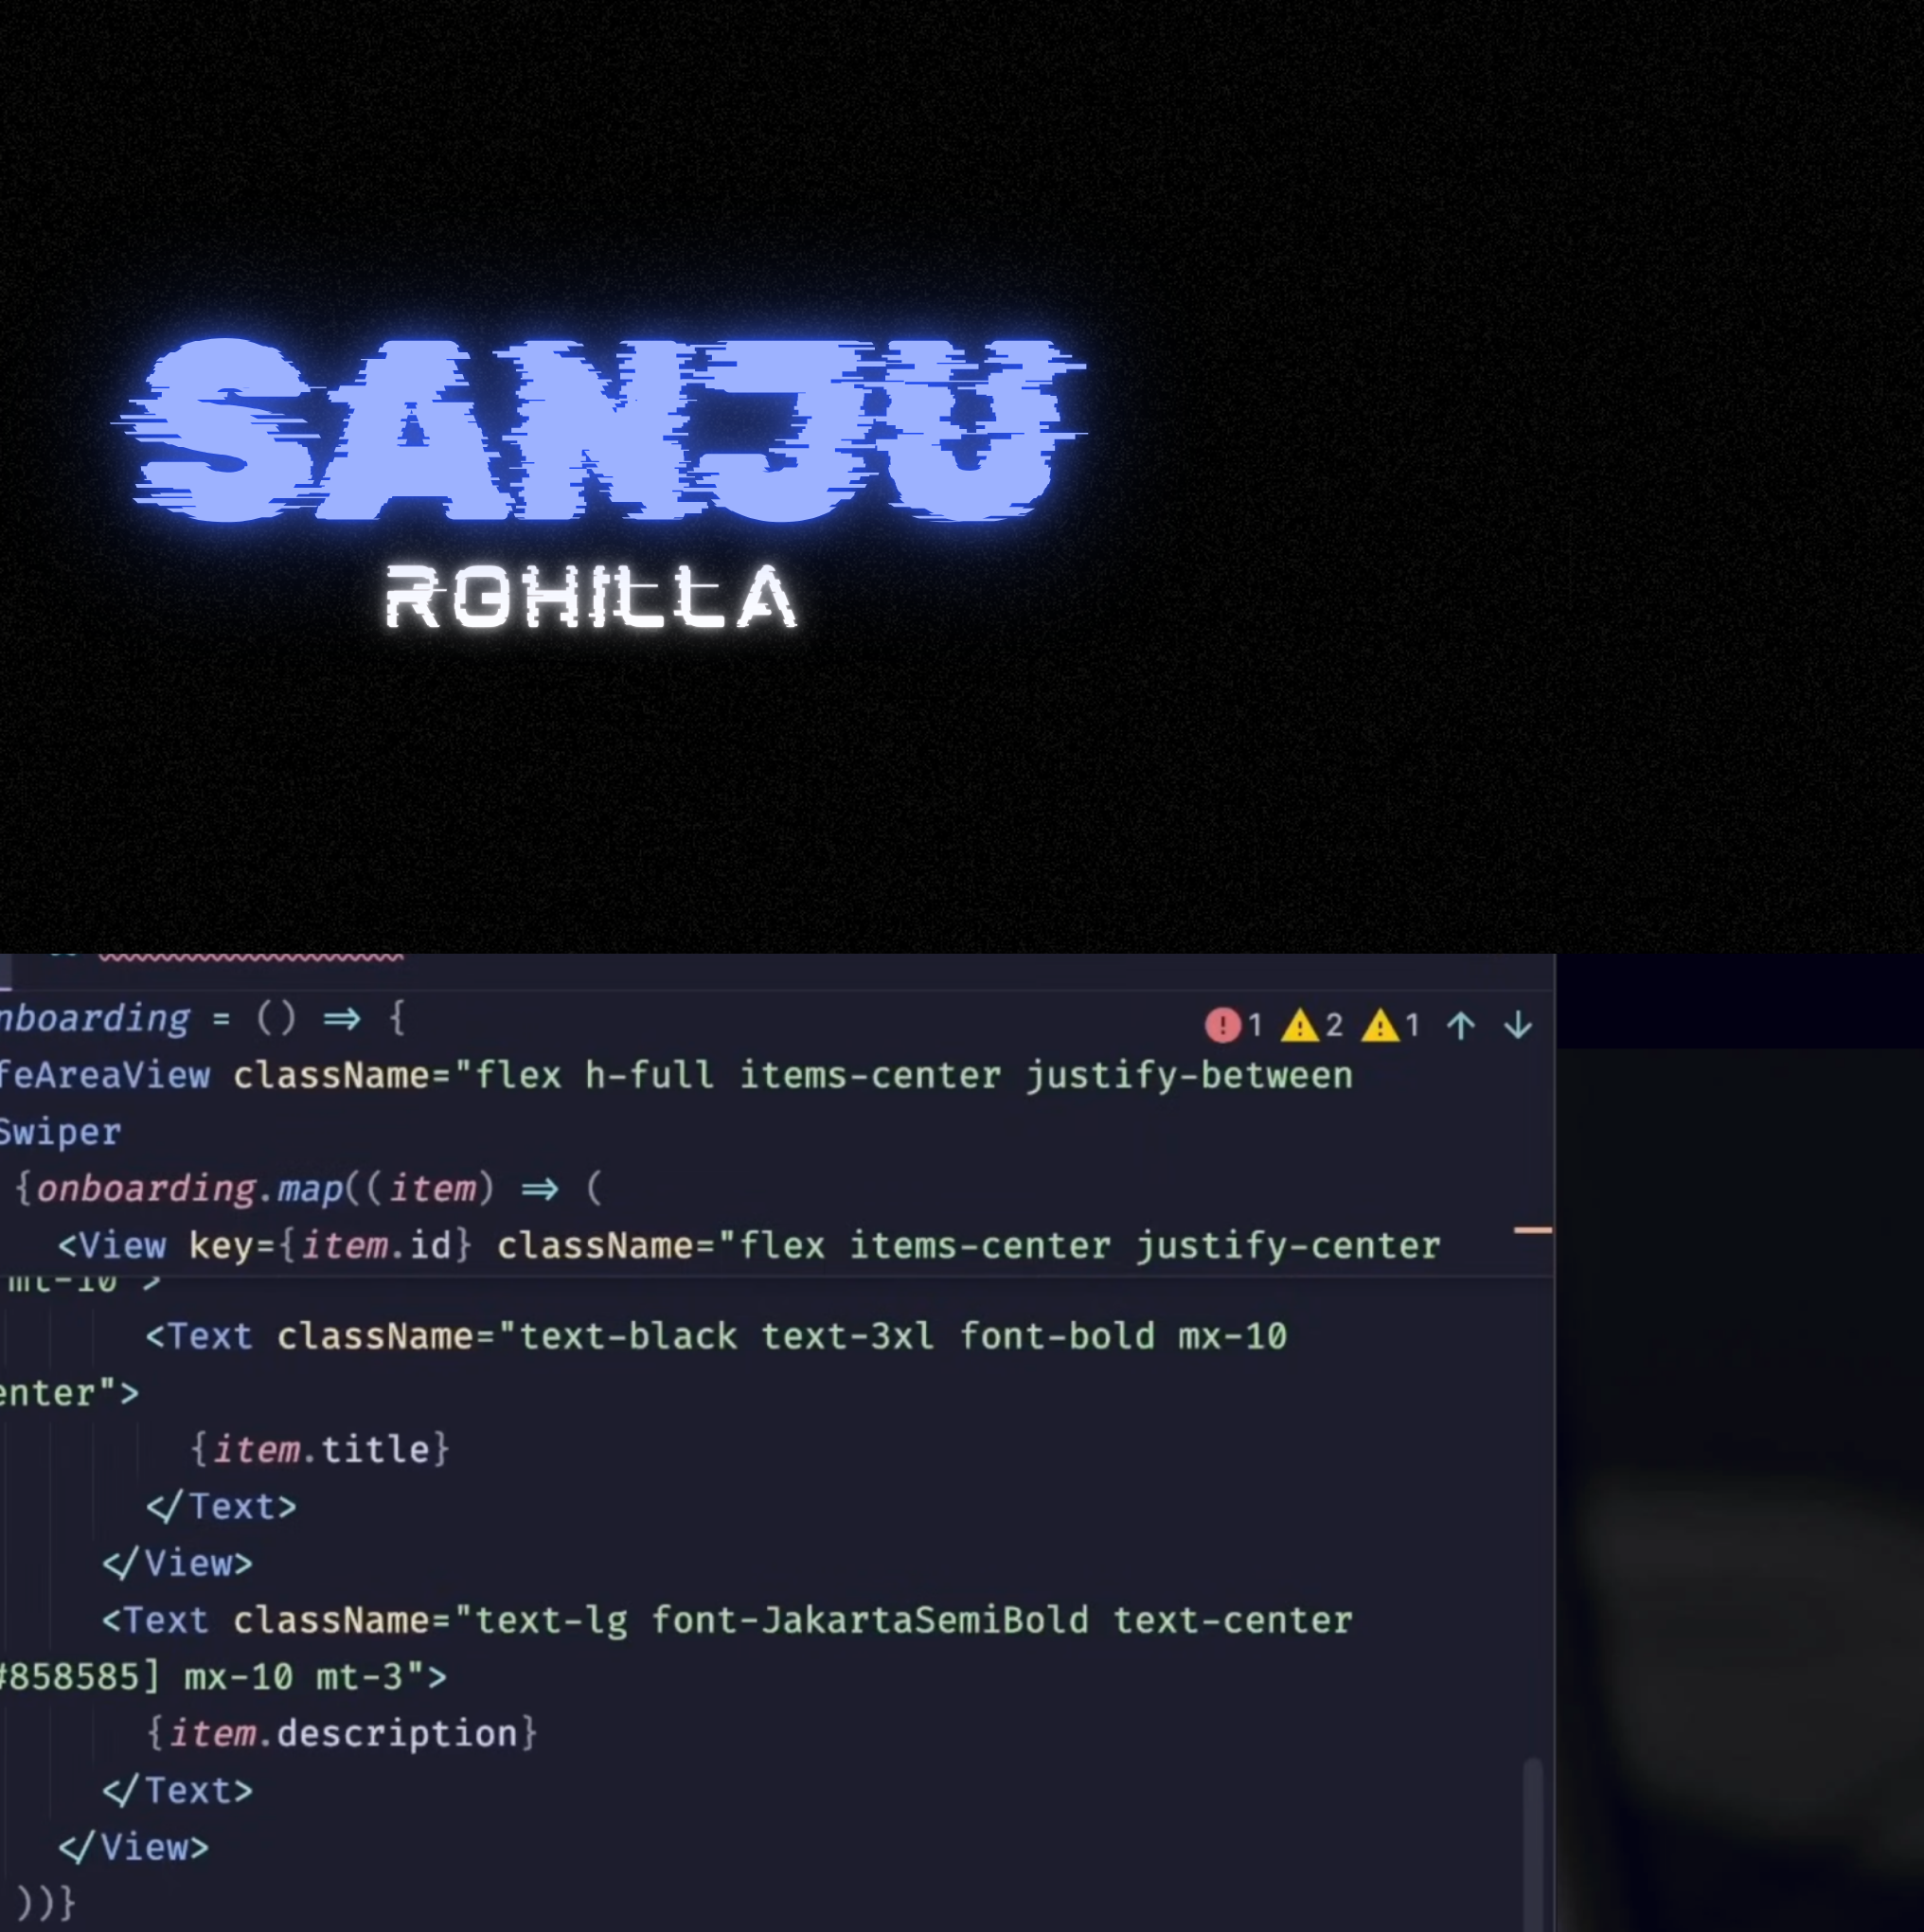 SANJU
ROHILLA
nboarding = () => {
1 2 1
feAreaView className="flex h-full items-center justify-between
Swiper
{onboarding.map((item) => (
<View key={item.id} className="flex items-center justify-center
mt-10">
<Text className="text-black text-3xl font-bold mx-10
enter">
{item.title}
</Text>
</View>
<Text className="text-lg font-JakartaSemiBold text-center
#858585] mx-10 mt-3">
{item.description}
</Text>
</View>
))}